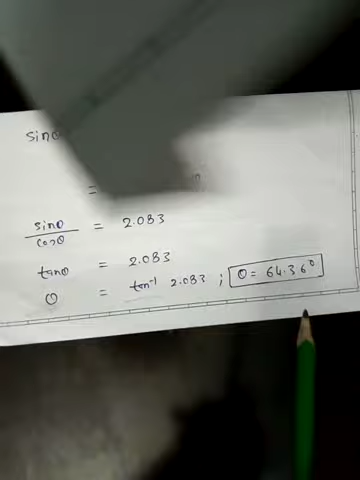 sinθ
=
sinθ/cosθ = 2.083
tanθ = 2.083
θ = tan⁻¹ 2.083 ; θ = 64.36°